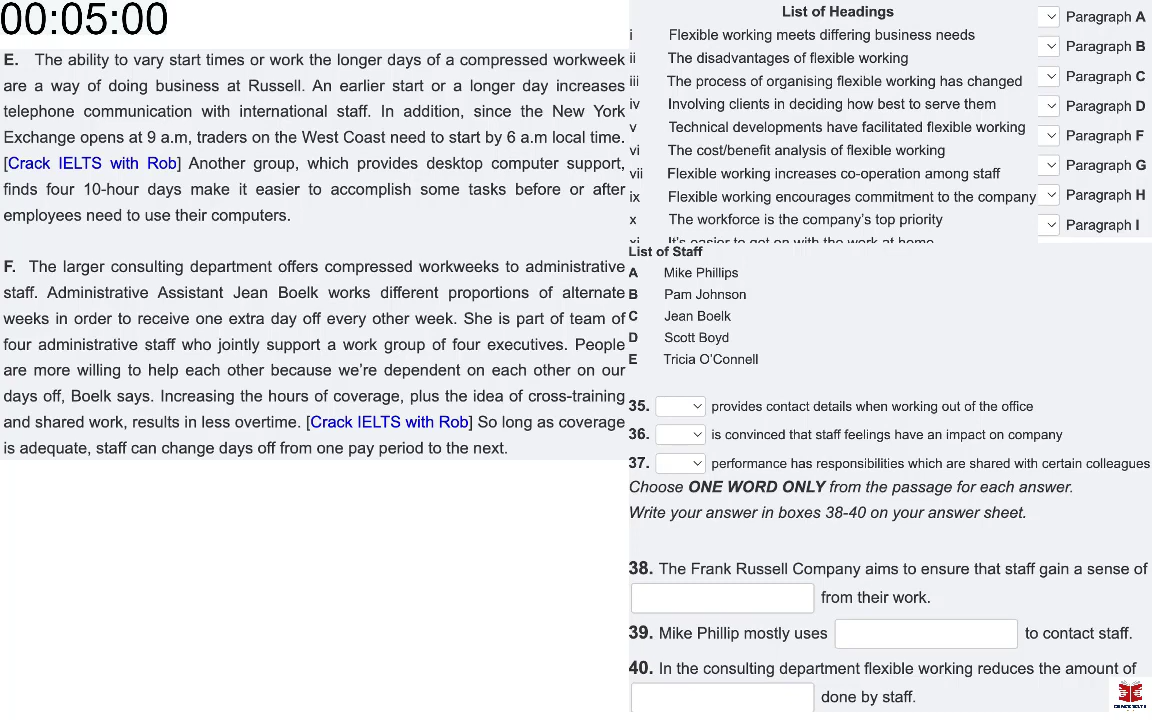 00:05:00
E. The ability to vary start times or work the longer days of a compressed workweek
are a way of doing business at Russell. An earlier start or a longer day increases
telephone communication with international staff. In addition, since the New York
Exchange opens at 9 a.m, traders on the West Coast need to start by 6 a.m local time.
[Crack IELTS with Rob] Another group, which provides desktop computer support,
finds four 10-hour days make it easier to accomplish some tasks before or after
employees need to use their computers.
F. The larger consulting department offers compressed workweeks to administrative
staff. Administrative Assistant Jean Boelk works different proportions of alternate
weeks in order to receive one extra day off every other week. She is part of team of
four administrative staff who jointly support a work group of four executives. People
are more willing to help each other because we're dependent on each other on our
days off, Boelk says. Increasing the hours of coverage, plus the idea of cross-training
and shared work, results in less overtime. [Crack IELTS with Rob] So long as coverage
is adequate, staff can change days off from one pay period to the next.
List of Headings
i Flexible working meets differing business needs
ii The disadvantages of flexible working
iii The process of organising flexible working has changed
iv Involving clients in deciding how best to serve them
v Technical developments have facilitated flexible working
vi The cost/benefit analysis of flexible working
vii Flexible working increases co-operation among staff
ix Flexible working encourages commitment to the company
x The workforce is the company's top priority
xi It's easier to get on with the work at home
Paragraph A
Paragraph B
Paragraph C
Paragraph D
Paragraph F
Paragraph G
Paragraph H
Paragraph I
List of Staff
A Mike Phillips
B Pam Johnson
C Jean Boelk
D Scott Boyd
E Tricia O'Connell
35. provides contact details when working out of the office
36. is convinced that staff feelings have an impact on company
37. performance has responsibilities which are shared with certain colleagues
Choose ONE WORD ONLY from the passage for each answer.
Write your answer in boxes 38-40 on your answer sheet.
38. The Frank Russell Company aims to ensure that staff gain a sense of
from their work.
39. Mike Phillip mostly uses to contact staff.
40. In the consulting department flexible working reduces the amount of
done by staff.